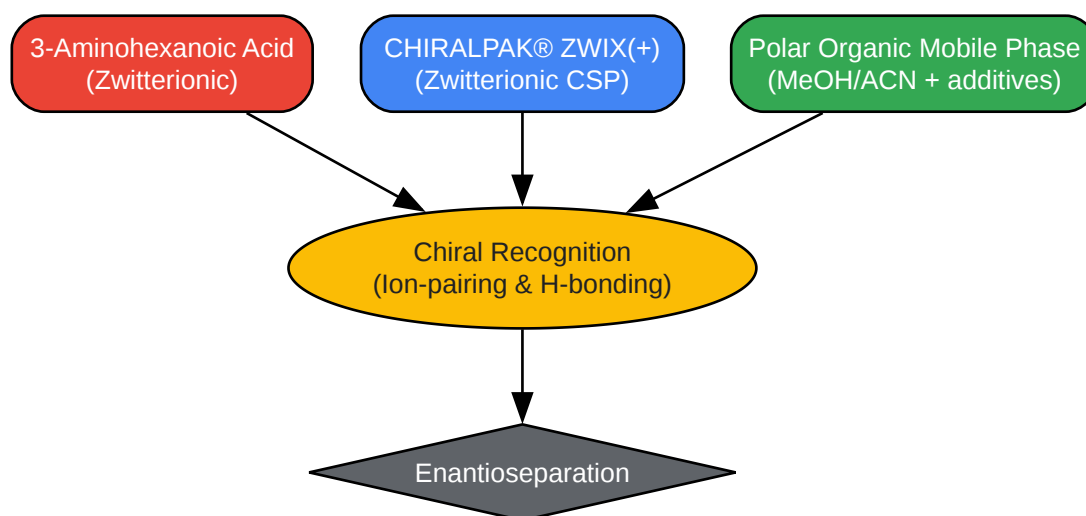 3-Aminohexanoic Acid
(Zwitterionic)
CHIRALPAK® ZWIX(+)
(Zwitterionic CSP)
Polar Organic Mobile Phase
(MeOH/ACN + additives)
Chiral Recognition
(Ion-pairing & H-bonding)
Enantioseparation